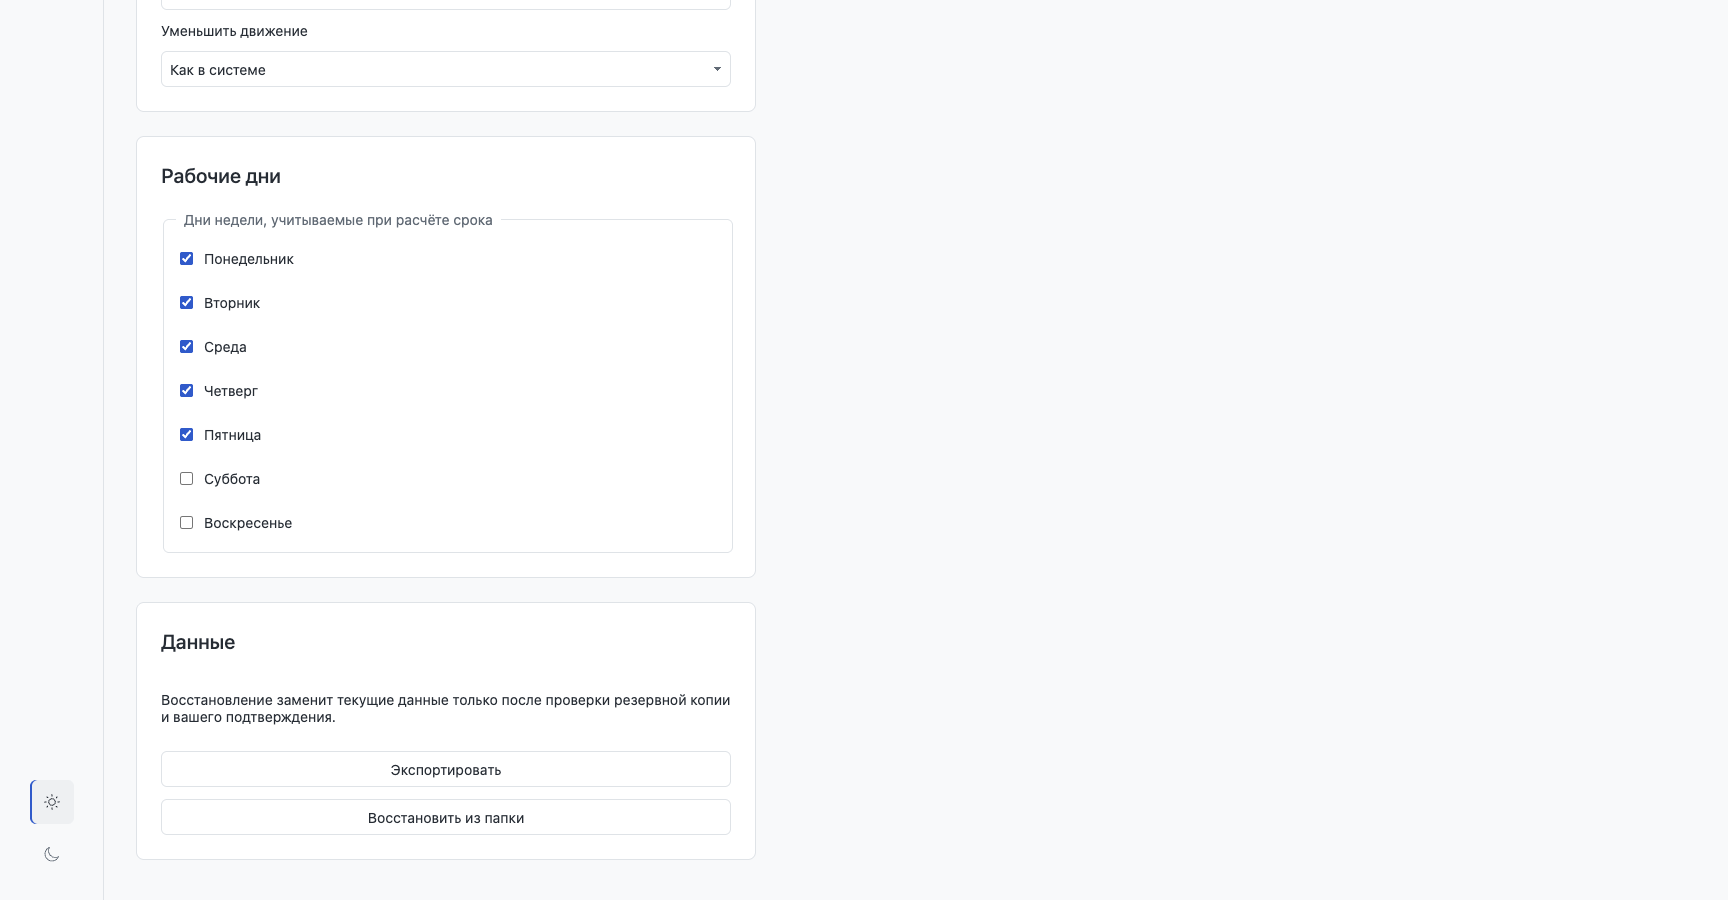 Уменьшить движение
Как в системе
Рабочие дни
Дни недели, учитываемые при расчёте срока
Понедельник
Вторник
Среда
Четверг
Пятница
Суббота
Воскресенье
Данные
Восстановление заменит текущие данные только после проверки резервной копии
и вашего подтверждения.
Экспортировать
Восстановить из папки